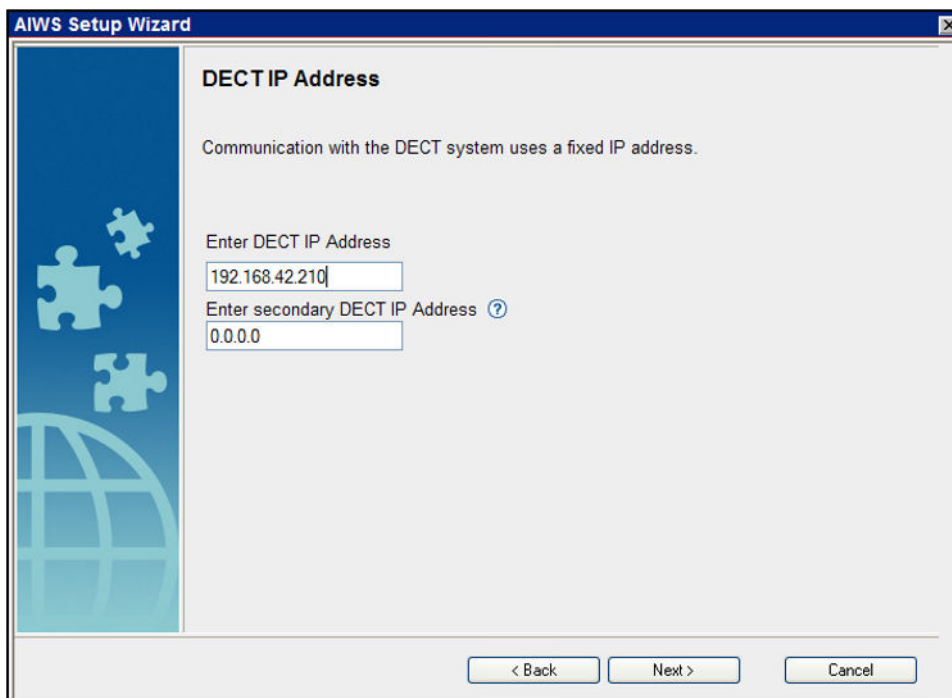 AIWS Setup Wizard
DECT IP Address
Communication with the DECT system uses a fixed IP address.
Enter DECT IP Address
192.168.42.210
Enter secondary DECT IP Address ?
0.0.0.0
< Back Next > Cancel